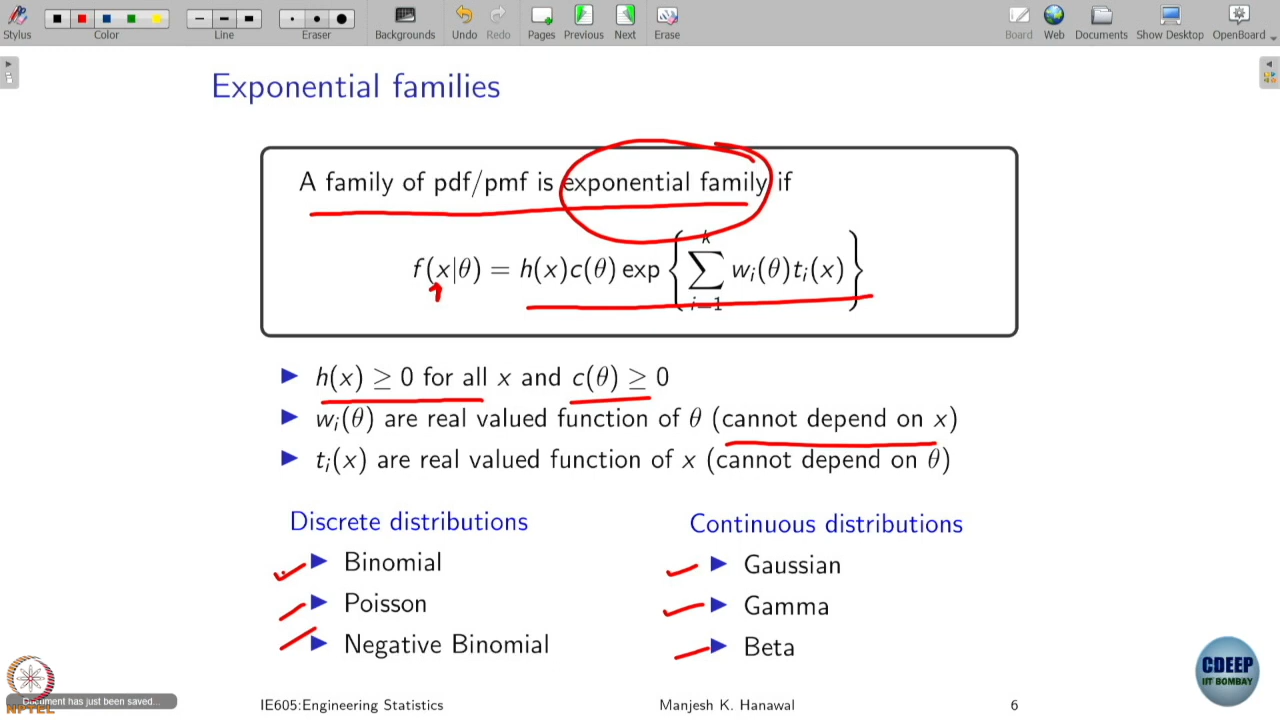 Stylus Color Line Eraser Backgrounds Undo Redo Pages Previous Next Erase Board Web Documents Show Desktop OpenBoard
Exponential families
A family of pdf/pmf is exponential family if
f(x|θ) = h(x)c(θ) exp { ∑_{i=1}^{k} w_i(θ)t_i(x) }
▶ h(x) ≥ 0 for all x and c(θ) ≥ 0
▶ w_i(θ) are real valued function of θ (cannot depend on x)
▶ t_i(x) are real valued function of x (cannot depend on θ)
Discrete distributions
▶ Binomial
▶ Poisson
▶ Negative Binomial
Continuous distributions
▶ Gaussian
▶ Gamma
▶ Beta
CDEEP
IIT BOMBAY
Document has just been saved...
NPTEL
IE605:Engineering Statistics Manjesh K. Hanawal 6